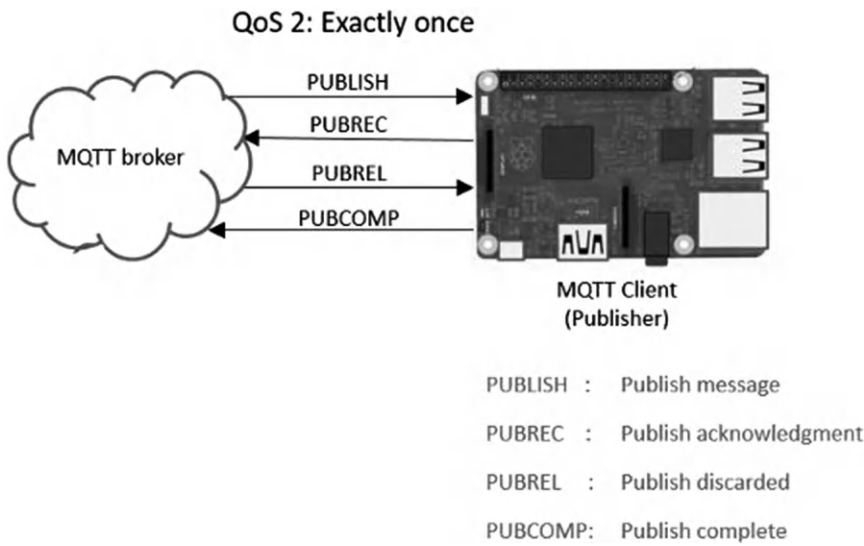 QoS 2: Exactly once
PUBLISH
PUBREC
MQTT broker
PUBREL
PUBCOMP
MQTT Client
(Publisher)
PUBLISH : Publish message
PUBREC : Publish acknowledgment
PUBREL : Publish discarded
PUBCOMP: Publish complete